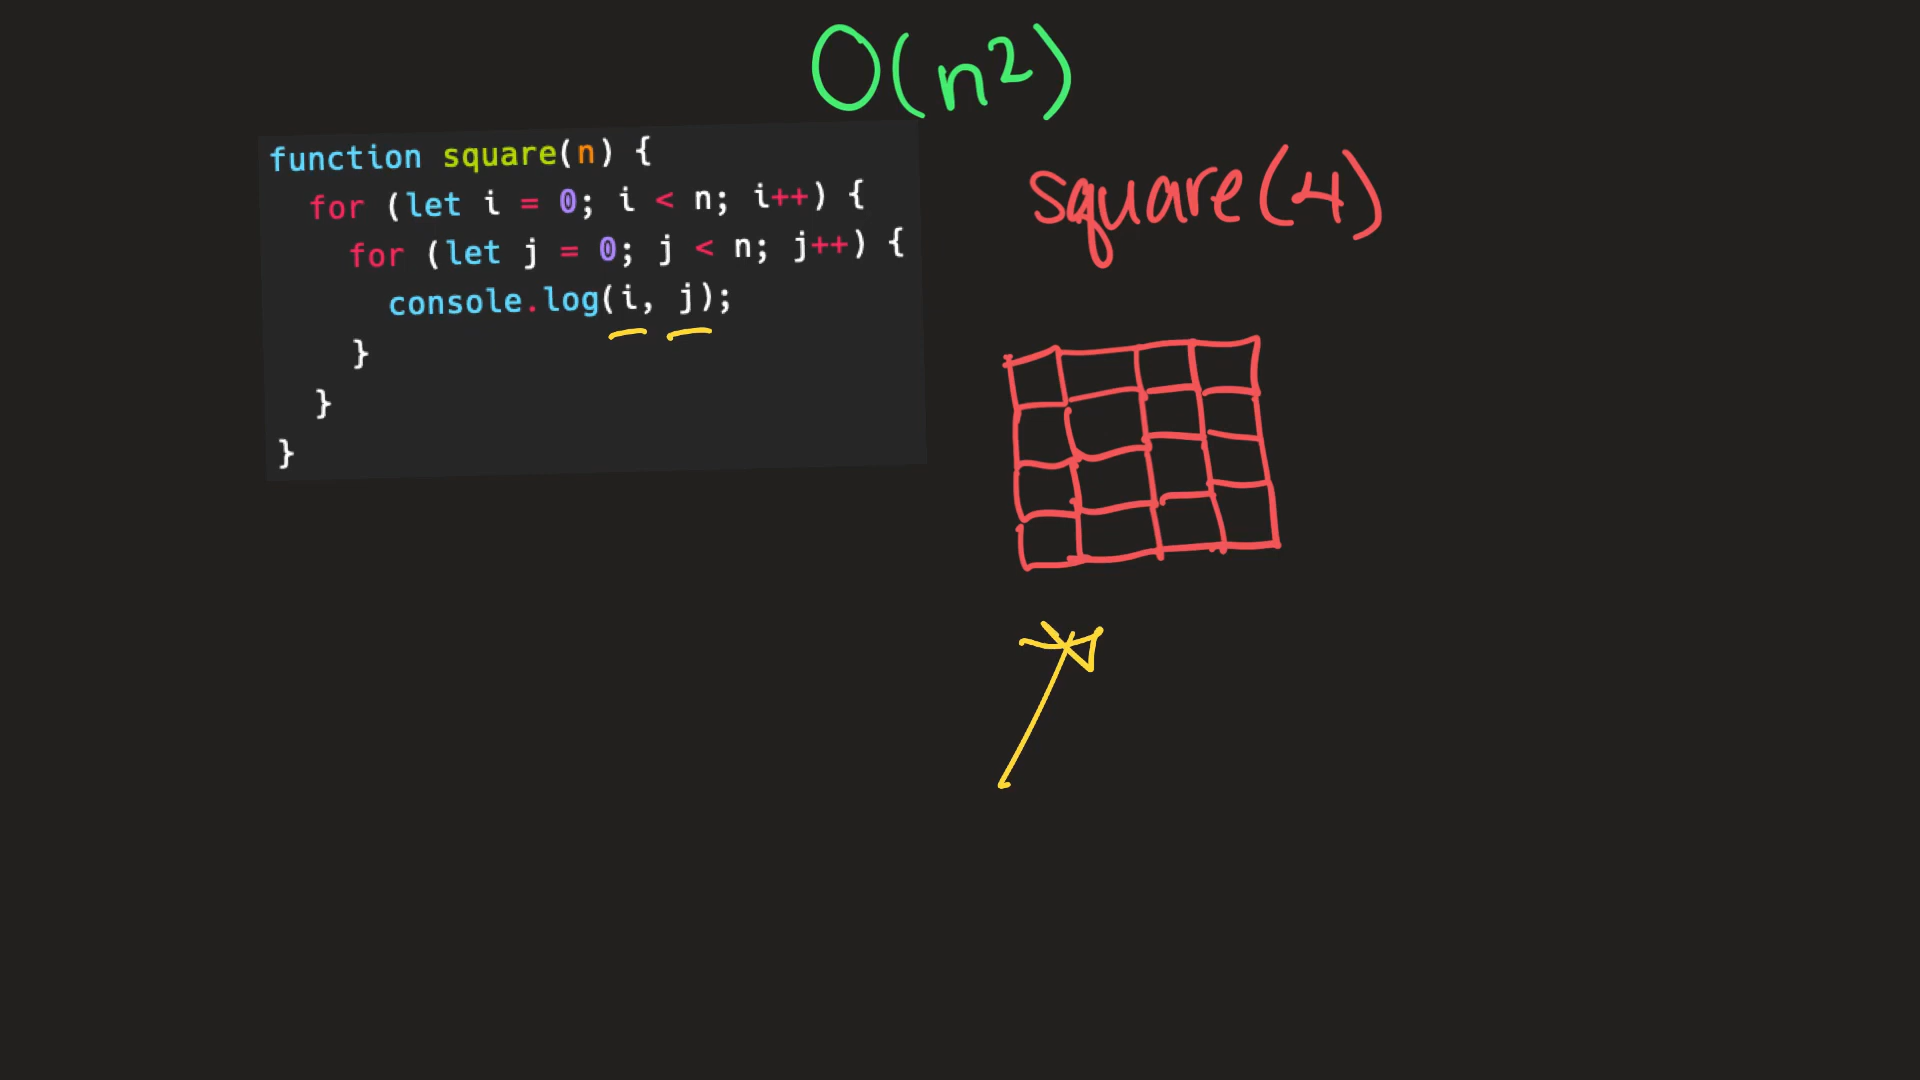 O(n²)
function square(n) {
for (let i = 0; i < n; i++) {
for (let j = 0; j < n; j++) {
console.log(i, j);
}
}
}
square(4)